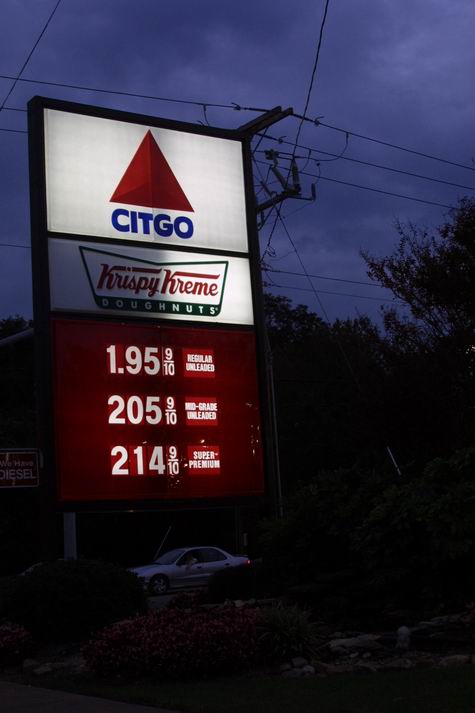 CITGO
Krispy Kreme
DOUGHNUTS
1.95 9/10 REGULAR
UNLEADED
205 9/10 MID-GRADE
UNLEADED
214 9/10 SUPER-
PREMIUM
We Have
DIESEL